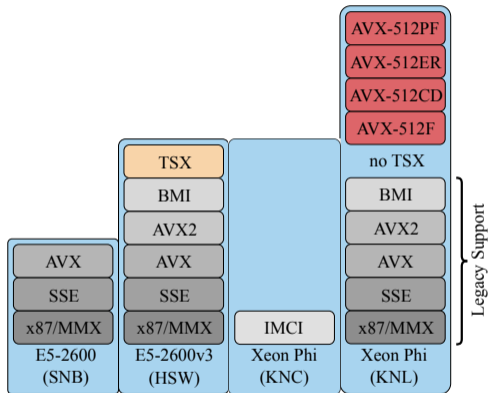 AVX
SSE
x87/MMX
E5-2600
(SNB)
TSX
BMI
AVX2
AVX
SSE
x87/MMX
E5-2600v3
(HSW)
IMCI
Xeon Phi
(KNC)
AVX-512PF
AVX-512ER
AVX-512CD
AVX-512F
no TSX
BMI
AVX2
AVX
SSE
x87/MMX
Xeon Phi
(KNL)
Legacy Support